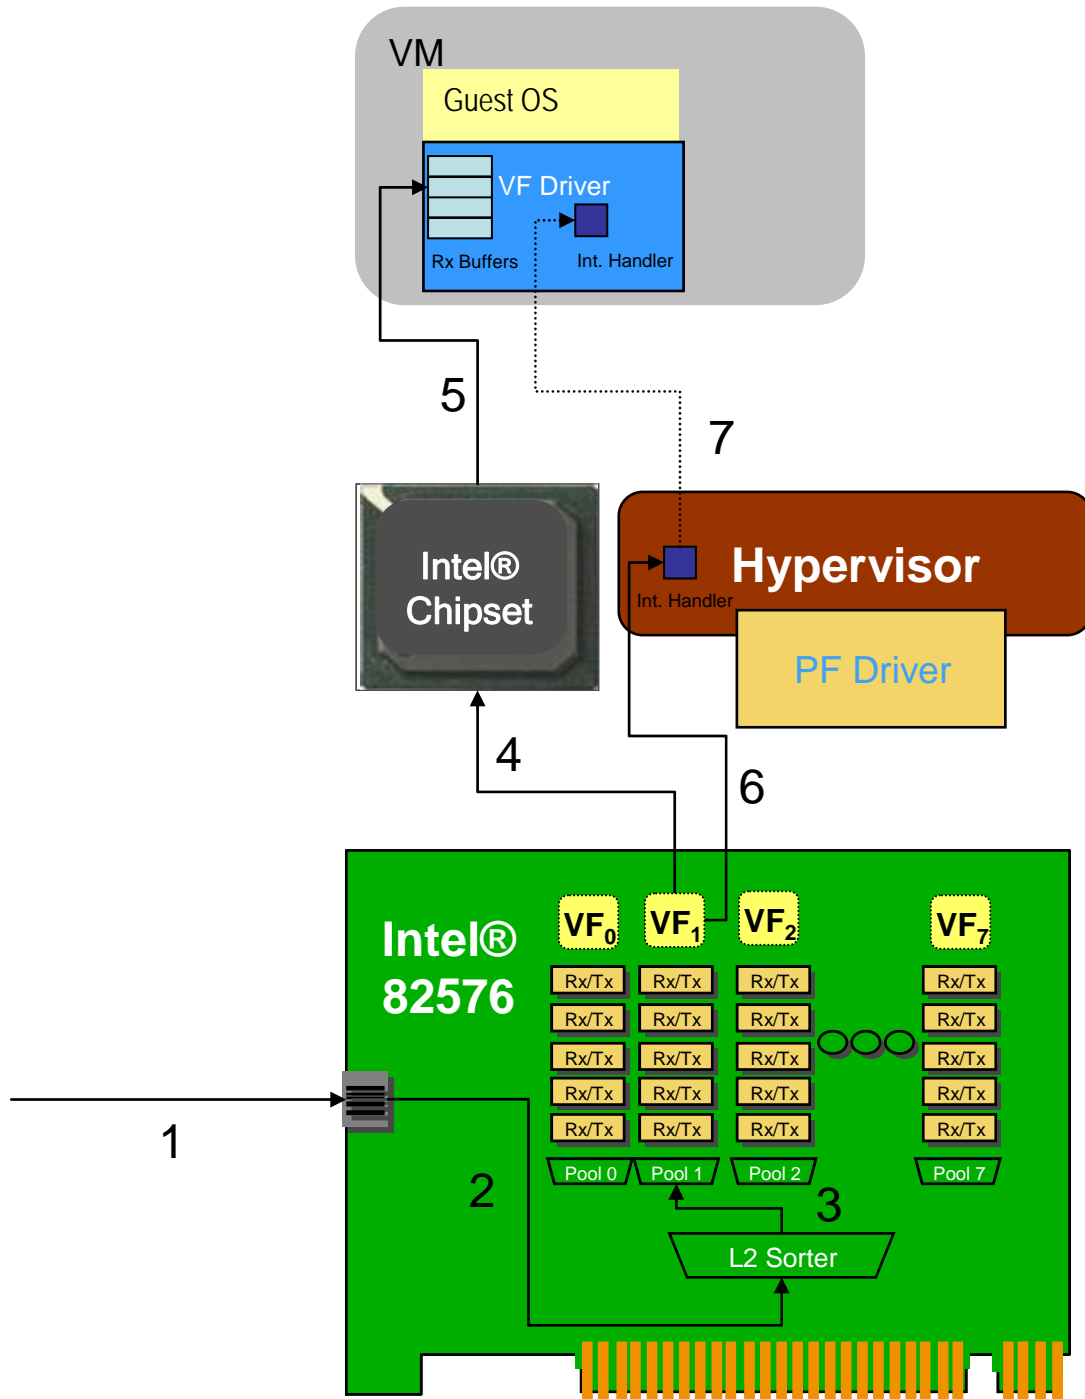 VM
Guest OS
VF Driver
Rx Buffers
Int. Handler
5
7
Intel®
Chipset
Hypervisor
Int. Handler
PF Driver
4
6
Intel®
82576
VF0
VF1
VF2
VF7
Rx/Tx Rx/Tx Rx/Tx Rx/Tx
Rx/Tx Rx/Tx Rx/Tx Rx/Tx
Rx/Tx Rx/Tx Rx/Tx Rx/Tx
Rx/Tx Rx/Tx Rx/Tx Rx/Tx
Rx/Tx Rx/Tx Rx/Tx Rx/Tx
1
Pool 0
Pool 1
Pool 2
Pool 7
2
3
L2 Sorter